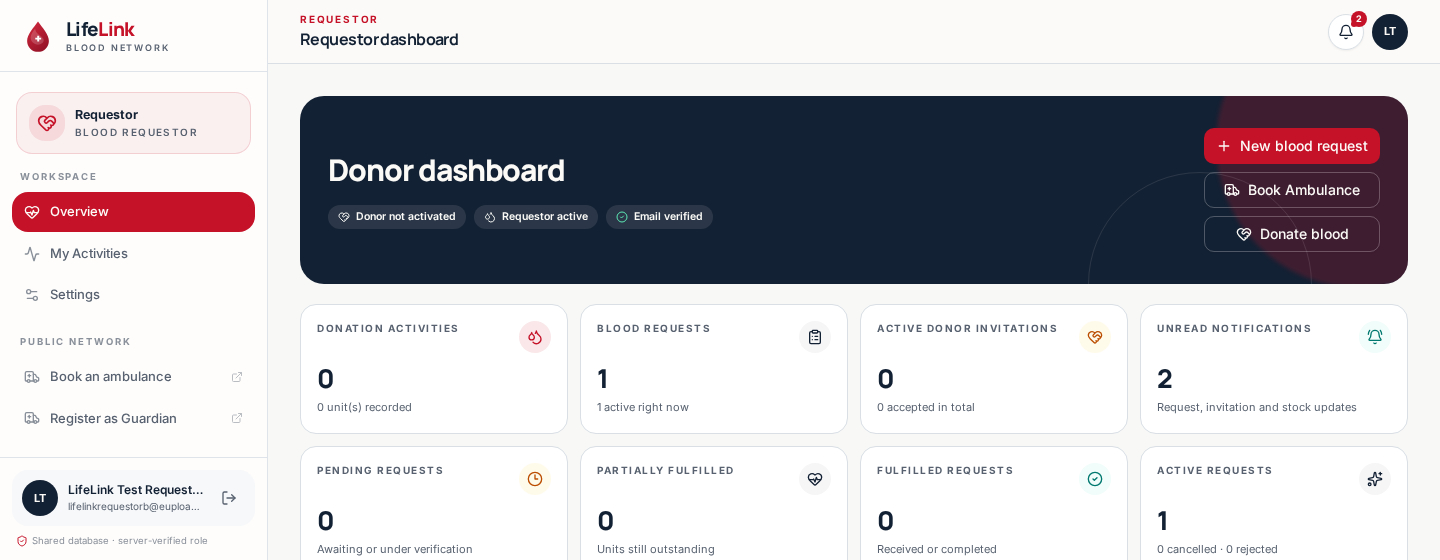 LifeLink
BLOOD NETWORK
Requestor
BLOOD REQUESTOR
WORKSPACE
Overview
My Activities
Settings
PUBLIC NETWORK
Book an ambulance
Register as Guardian
LT
LifeLink Test Request...
lifelinkrequestorb@euploa...
Shared database · server-verified role
REQUESTOR
Requestor dashboard
2
LT
Donor dashboard
Donor not activated
Requestor active
Email verified
New blood request
Book Ambulance
Donate blood
DONATION ACTIVITIES
0
0 unit(s) recorded
BLOOD REQUESTS
1
1 active right now
ACTIVE DONOR INVITATIONS
0
0 accepted in total
UNREAD NOTIFICATIONS
2
Request, invitation and stock updates
PENDING REQUESTS
0
Awaiting or under verification
PARTIALLY FULFILLED
0
Units still outstanding
FULFILLED REQUESTS
0
Received or completed
ACTIVE REQUESTS
1
0 cancelled · 0 rejected